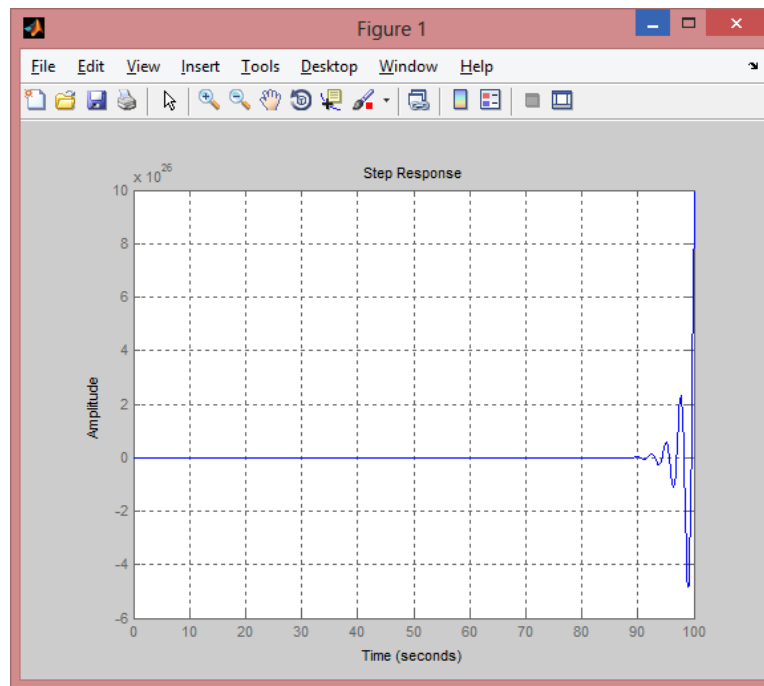 Figure 1
File Edit View Insert Tools Desktop Window Help
Step Response
x 10^26
10
8
6
4
2
0
-2
-4
-6
Amplitude
0 10 20 30 40 50 60 70 80 90 100
Time (seconds)